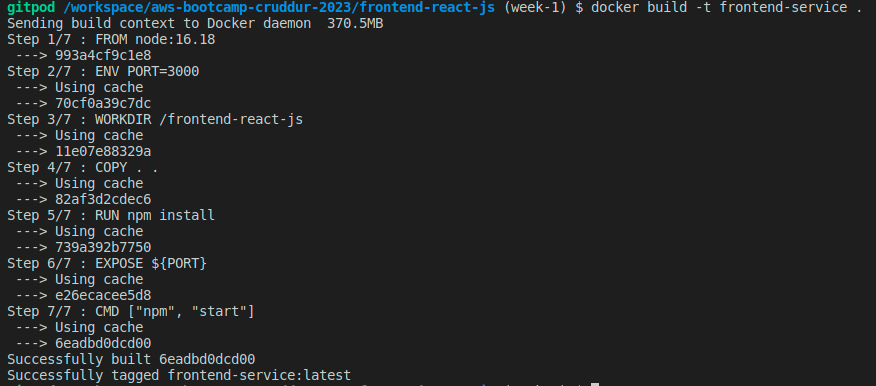 gitpod /workspace/aws-bootcamp-cruddur-2023/frontend-react-js (week-1) $ docker build -t frontend-service .
Sending build context to Docker daemon  370.5MB
Step 1/7 : FROM node:16.18
 ---> 993a4cf9c1e8
Step 2/7 : ENV PORT=3000
 ---> Using cache
 ---> 70cf0a39c7dc
Step 3/7 : WORKDIR /frontend-react-js
 ---> Using cache
 ---> 11e07e88329a
Step 4/7 : COPY . .
 ---> Using cache
 ---> 82af3d2cdec6
Step 5/7 : RUN npm install
 ---> Using cache
 ---> 739a392b7750
Step 6/7 : EXPOSE ${PORT}
 ---> Using cache
 ---> e26ecacee5d8
Step 7/7 : CMD ["npm", "start"]
 ---> Using cache
 ---> 6eadbd0dcd00
Successfully built 6eadbd0dcd00
Successfully tagged frontend-service:latest